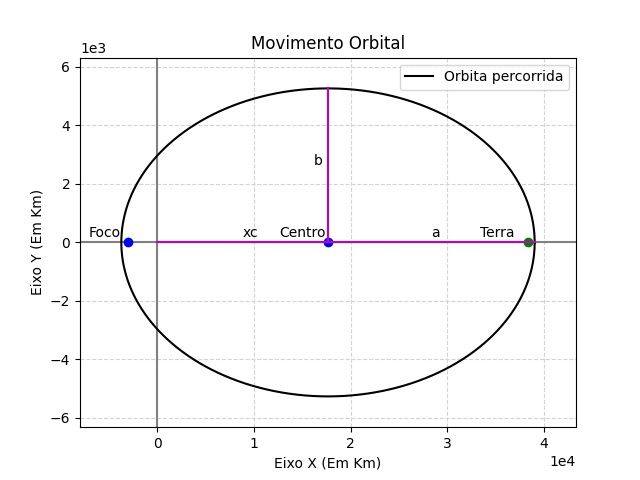 Movimento Orbital
1e3
Orbita percorrida
6
4
2
0
−2
−4
−6
Eixo Y (Em Km)
b
Foco
xc
Centro
a
Terra
0
1
2
3
4
1e4
Eixo X (Em Km)